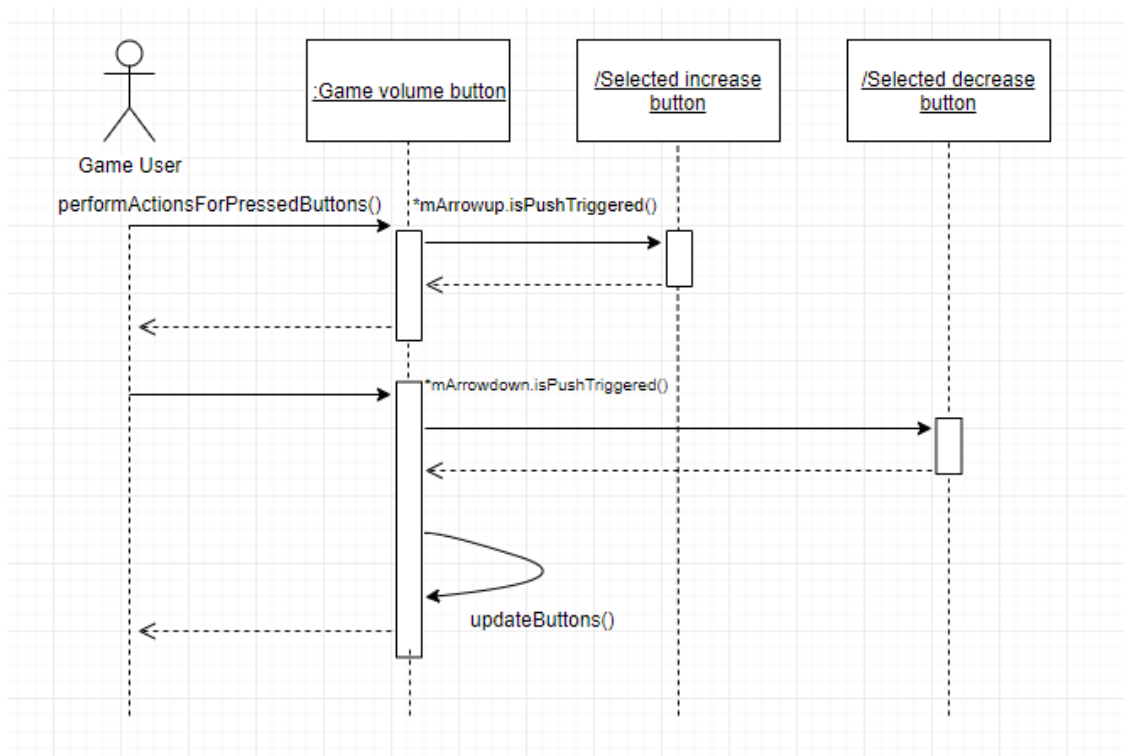 :Game volume button
/Selected increase
button
/Selected decrease
button
Game User
performActionsForPressedButtons()
*mArrowup.isPushTriggered()
*mArrowdown.isPushTriggered()
updateButtons()